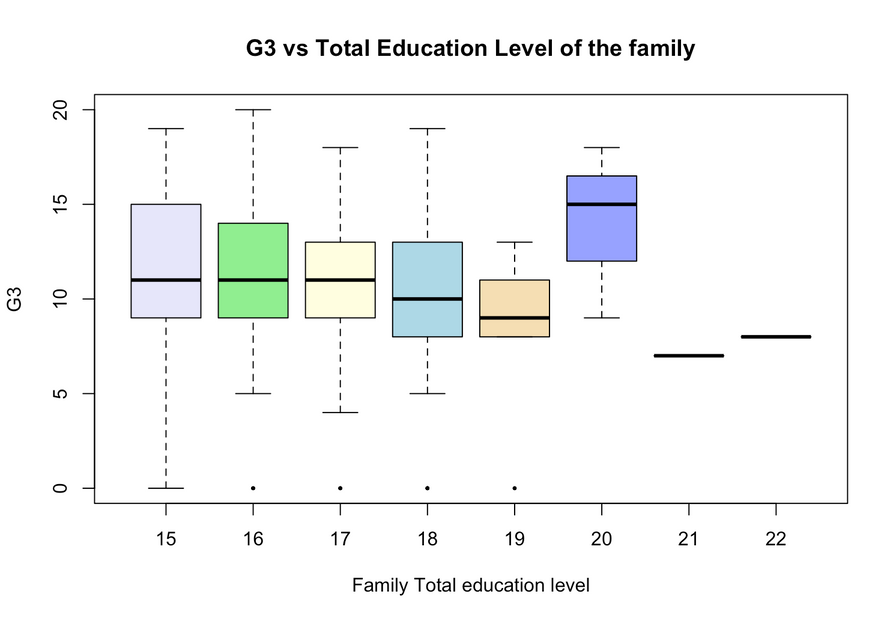 G3 vs Total Education Level of the family
20
15
10
5
0
G3
15 16 17 18 19 20 21 22
Family Total education level